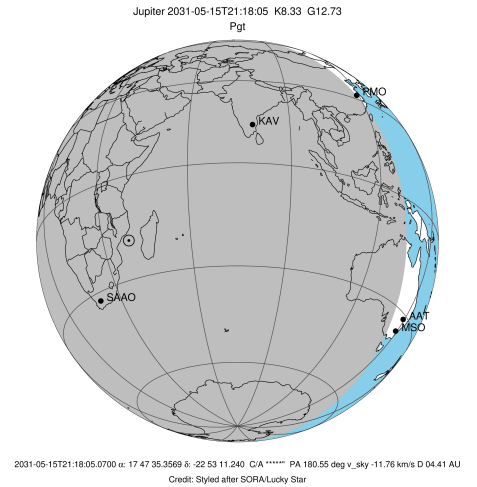 Jupiter 2031-05-15T21:18:05 K8.33 G12.73
Pgt
PMO
KAV
SAAO
AAT
MSO
2031-05-15T21:18:05.0700 α: 17 47 35.3569 δ: -22 53 11.240 C/A *****" PA 180.55 deg v_sky -11.76 km/s D 04.41 AU
Credit: Styled after SORA/Lucky Star